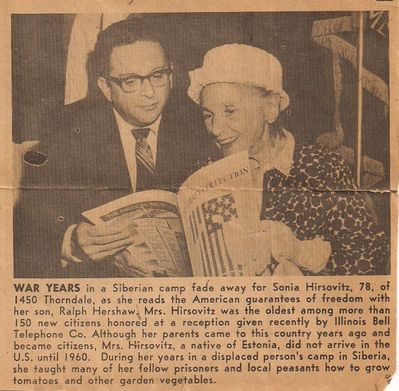 COLLECTION
WAR YEARS in a Siberian camp fade away for Sonia Hirsovitz, 78, of
1450 Thorndale, as she reads the American guarantees of freedom with
her son, Ralph Hershaw. Mrs. Hirsovitz was the oldest among more than
150 new citizens honored at a reception given recently by Illinois Bell
Telephone Co. Although her parents came to this country years ago and
became citizens, Mrs. Hirsovitz, a native of Estonia, did not arrive in the
U.S. until 1960. During her years in a displaced person's camp in Siberia,
she taught many of her fellow prisoners and local peasants how to grow
tomatoes and other garden vegetables.